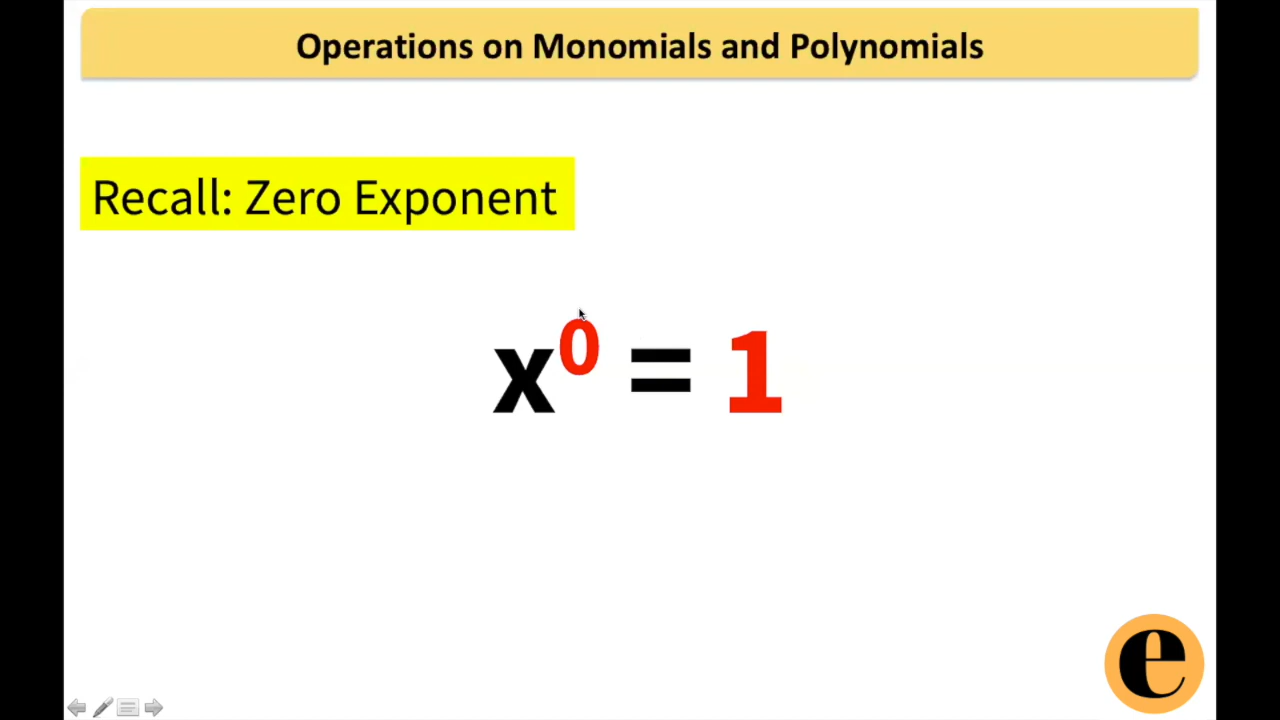 Operations on Monomials and Polynomials
Recall: Zero Exponent
x⁰ = 1
e